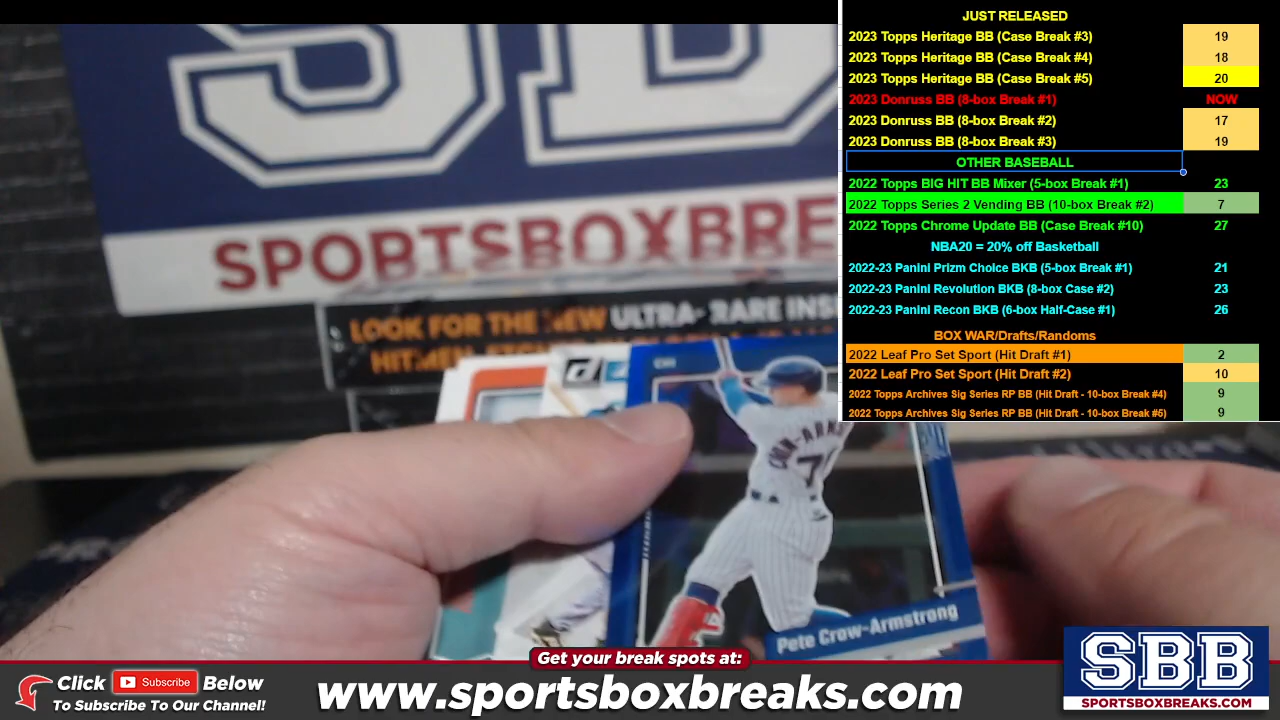 JUST RELEASED
2023 Topps Heritage BB (Case Break #3) 19
2023 Topps Heritage BB (Case Break #4) 18
2023 Topps Heritage BB (Case Break #5) 20
2023 Donruss BB (8-box Break #1) NOW
2023 Donruss BB (8-box Break #2) 17
2023 Donruss BB (8-box Break #3) 19
OTHER BASEBALL
2022 Topps BIG HIT BB Mixer (5-box Break #1) 23
2022 Topps Series 2 Vending BB (10-box Break #2) 7
2022 Topps Chrome Update BB (Case Break #10) 27
NBA20 = 20% off Basketball
2022-23 Panini Prizm Choice BKB (5-box Break #1) 21
2022-23 Panini Revolution BKB (8-box Case #2) 23
2022-23 Panini Recon BKB (6-box Half-Case #1) 26
BOX WAR/Drafts/Randoms
2022 Leaf Pro Set Sport (Hit Draft #1) 2
2022 Leaf Pro Set Sport (Hit Draft #2) 10
2022 Topps Archives Sig Series RP BB (Hit Draft - 10-box Break #4) 9
2022 Topps Archives Sig Series RP BB (Hit Draft - 10-box Break #5) 9
SB
SPORTSBOXBRE
LOOK FOR THE NEW ULTRA-RARE INS
CHI
7
Pete Crow-Armstrong
Get your break spots at:
Click Subscribe Below
To Subscribe To Our Channel!
www.sportsboxbreaks.com
SBB
SPORTSBOXBREAKS.COM